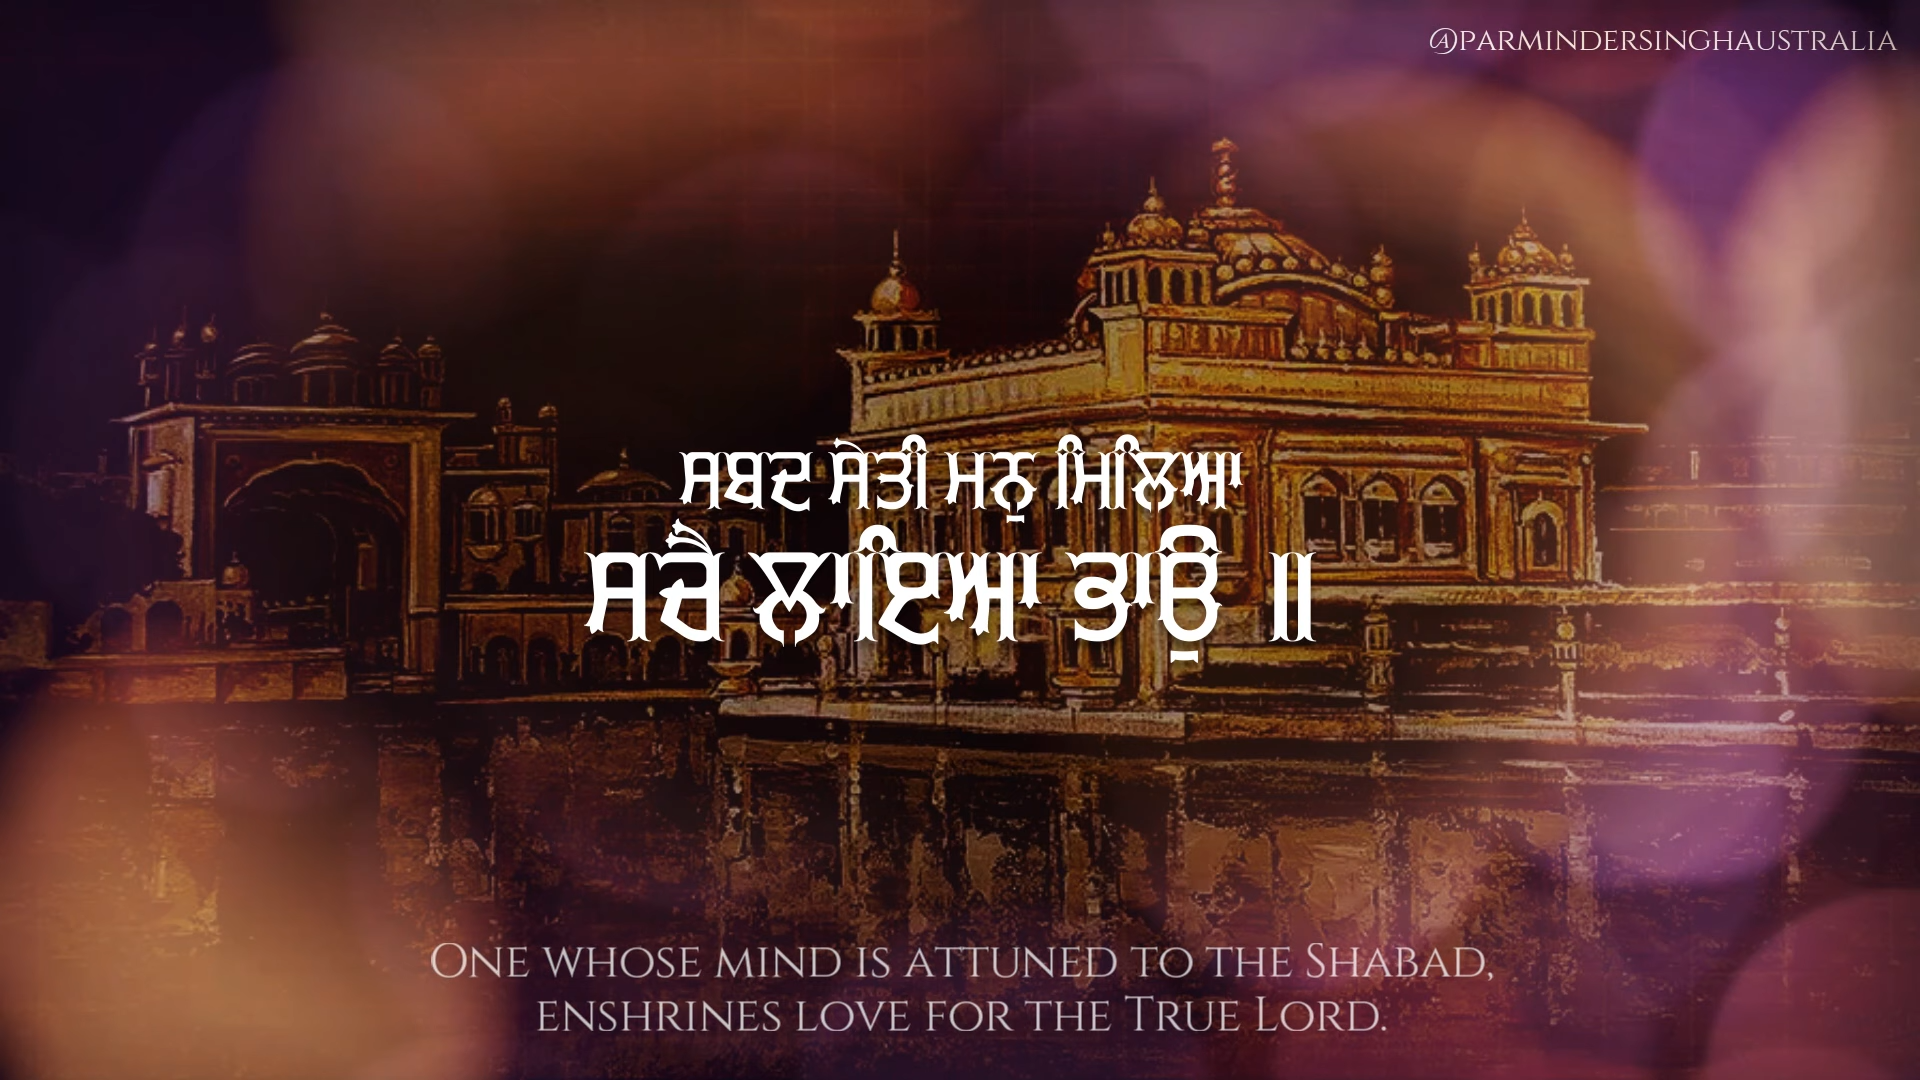 @PARMINDERSINGHAUSTRALIA
ਸਬਦ ਸੇਤੀ ਮਨੁ ਮਿਲਿਆ
ਸਚੈ ਲਾਇਆ ਭਾਉ ॥
One whose mind is attuned to the Shabad,
enshrines love for the True Lord.